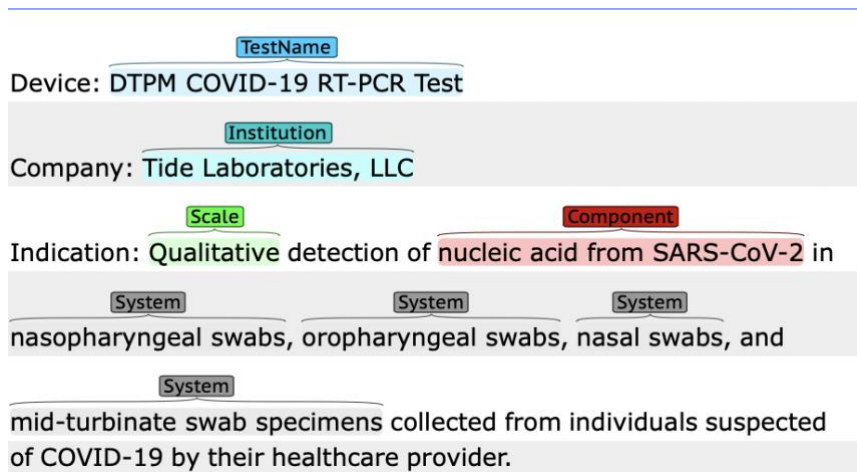 TestName
Device: DTPM COVID-19 RT-PCR Test
Institution
Company: Tide Laboratories, LLC
Scale Component
Indication: Qualitative detection of nucleic acid from SARS-CoV-2 in
System System System
nasopharyngeal swabs, oropharyngeal swabs, nasal swabs, and
System
mid-turbinate swab specimens collected from individuals suspected
of COVID-19 by their healthcare provider.